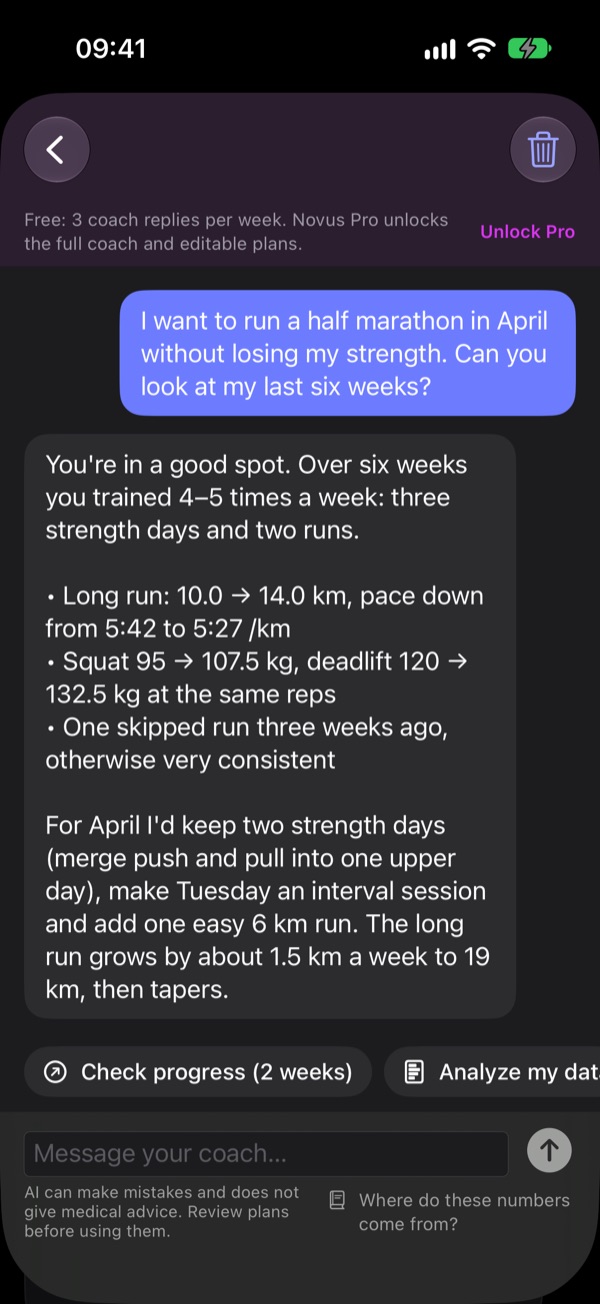 09:41
Free: 3 coach replies per week. Novus Pro unlocks
the full coach and editable plans.
Unlock Pro
I want to run a half marathon in April
without losing my strength. Can you
look at my last six weeks?
You're in a good spot. Over six weeks
you trained 4–5 times a week: three
strength days and two runs.
• Long run: 10.0 → 14.0 km, pace down
from 5:42 to 5:27 /km
• Squat 95 → 107.5 kg, deadlift 120 →
132.5 kg at the same reps
• One skipped run three weeks ago,
otherwise very consistent
For April I'd keep two strength days
(merge push and pull into one upper
day), make Tuesday an interval session
and add one easy 6 km run. The long
run grows by about 1.5 km a week to 19
km, then tapers.
Check progress (2 weeks)
Analyze my dat
Message your coach...
AI can make mistakes and does not
give medical advice. Review plans
before using them.
Where do these numbers
come from?